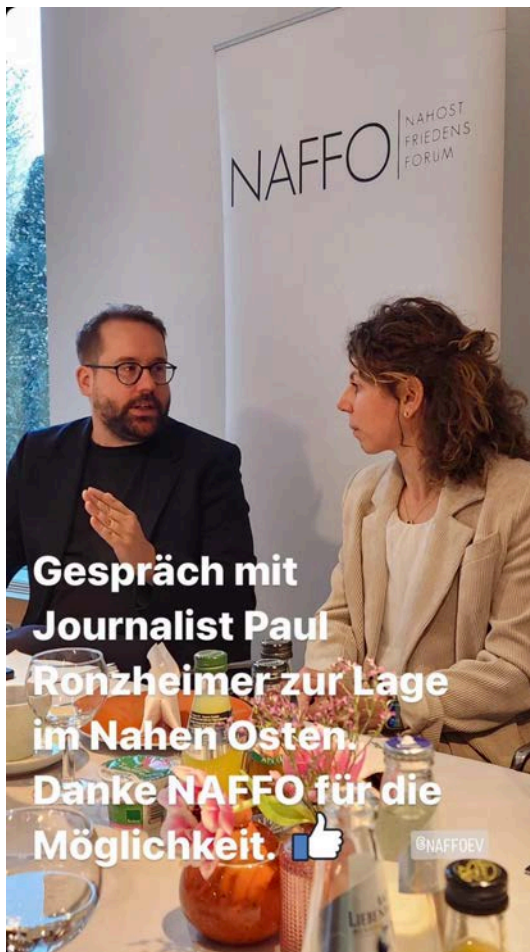 NAFFO
NAHOST
FRIEDENS
FORUM
Gespräch mit
Journalist Paul
Ronzheimer zur Lage
im Nahen Osten.
Danke NAFFO für die
Möglichkeit.
@NAFFOEV